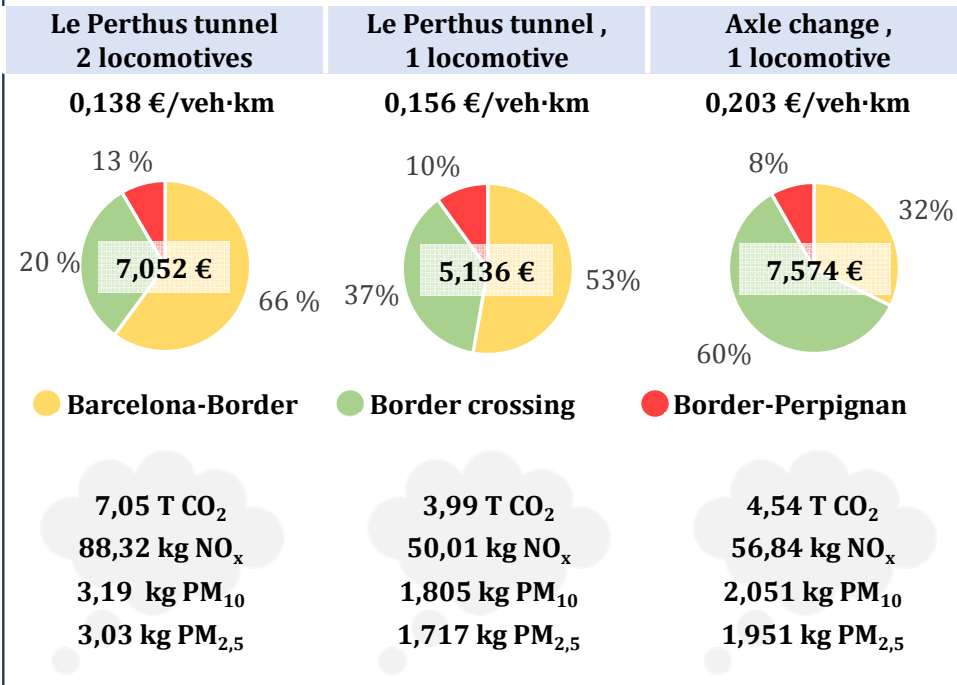 Le Perthus tunnel
2 locomotives
Le Perthus tunnel ,
1 locomotive
Axle change ,
1 locomotive
0,138 €/veh·km
0,156 €/veh·km
0,203 €/veh·km
13 %
20 %
7,052 €
66 %
10%
37%
5,136 €
53%
8%
32%
7,574 €
60%
Barcelona-Border
Border crossing
Border-Perpignan
7,05 T CO₂
88,32 kg NOₓ
3,19 kg PM₁₀
3,03 kg PM₂,₅
3,99 T CO₂
50,01 kg NOₓ
1,805 kg PM₁₀
1,717 kg PM₂,₅
4,54 T CO₂
56,84 kg NOₓ
2,051 kg PM₁₀
1,951 kg PM₂,₅